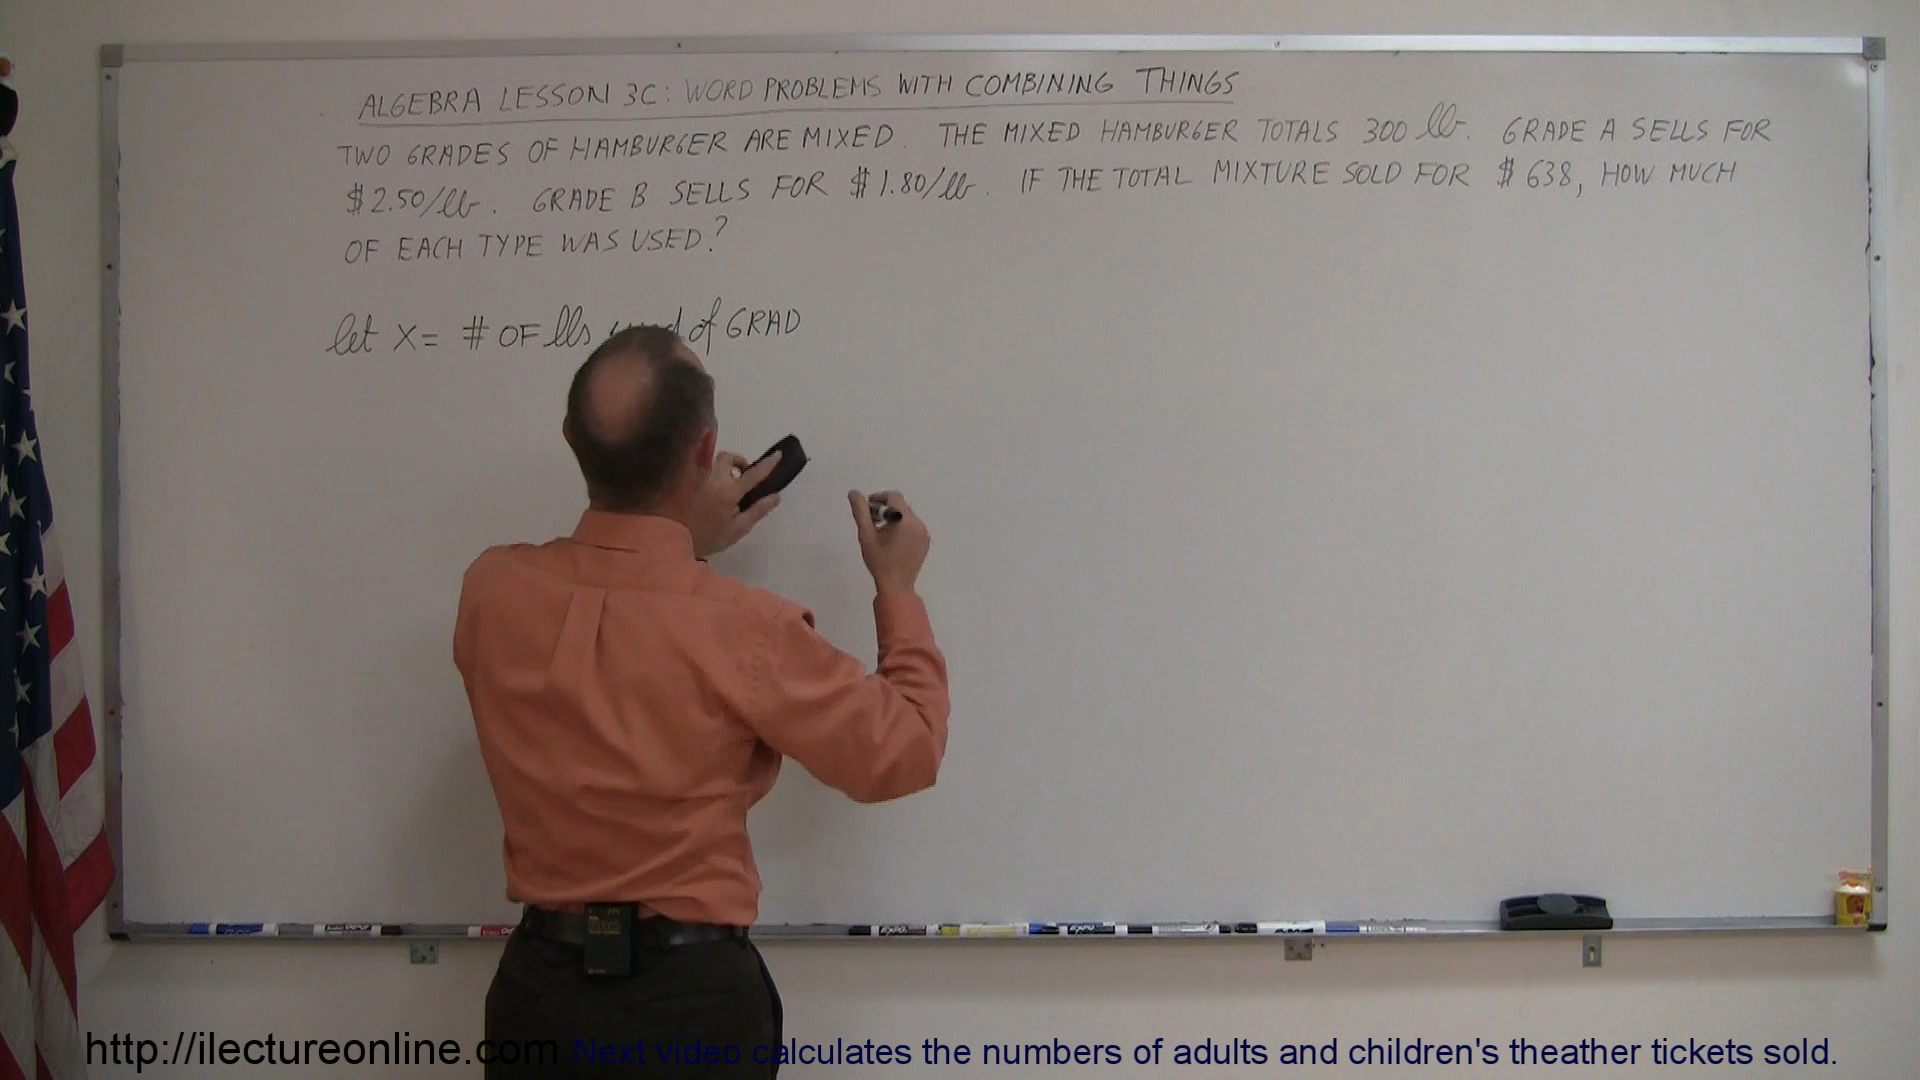 ALGEBRA LESSON 3C: WORD PROBLEMS WITH COMBINING THINGS
TWO GRADES OF HAMBURGER ARE MIXED. THE MIXED HAMBURGER TOTALS 300 lb. GRADE A SELLS FOR
$2.50/lb. GRADE B SELLS FOR $1.80/lb. IF THE TOTAL MIXTURE SOLD FOR $638, HOW MUCH
OF EACH TYPE WAS USED?
let X = # OF lbs of GRAD
EXPO
EXPO
http://ilectureonline.com Next video calculates the numbers of adults and children's theather tickets sold.